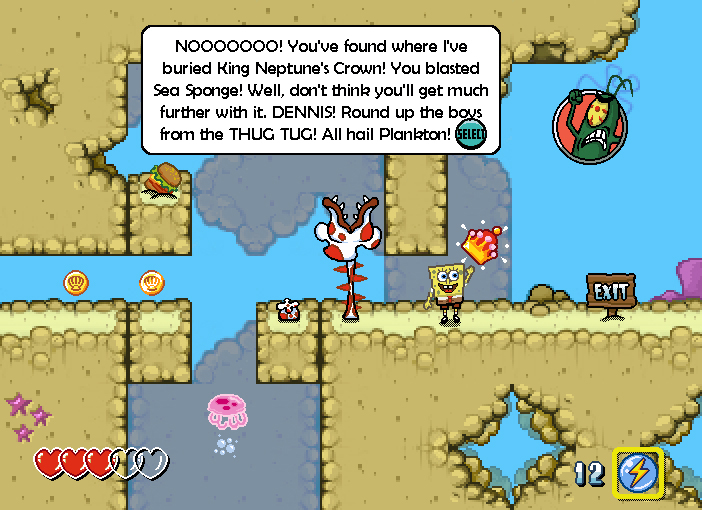 NOOOOOOO! You've found where I've
buried King Neptune's Crown! You blasted
Sea Sponge! Well, don't think you'll get much
further with it. DENNIS! Round up the boys
from the THUG TUG! All hail Plankton! SELECT
EXIT
12